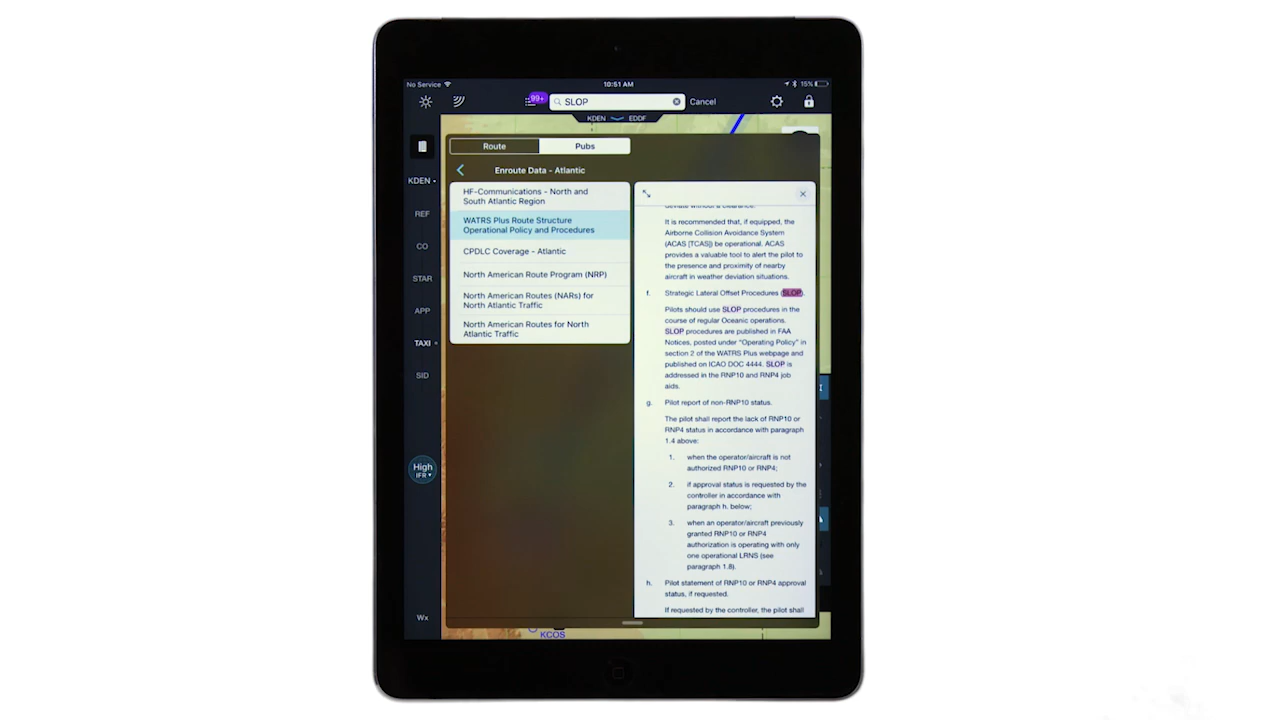 No Service
10:51 AM
15%
99+
SLOP
Cancel
KDEN
EDDF
Route
Pubs
KDEN
REF
CO
STAR
APP
TAXI
SID
High
IFR
Wx
Enroute Data - Atlantic
HF-Communications - North and
South Atlantic Region
WATRS Plus Route Structure
Operational Policy and Procedures
CPDLC Coverage - Atlantic
North American Route Program (NRP)
North American Routes (NARs) for
North Atlantic Traffic
North American Routes for North
Atlantic Traffic
deviate without a clearance.
It is recommended that, if equipped, the
Airborne Collision Avoidance System
(ACAS [TCAS]) be operational. ACAS
provides a valuable tool to alert the pilot to
the presence and proximity of nearby
aircraft in weather deviation situations.
f. Strategic Lateral Offset Procedures (SLOP).
Pilots should use SLOP procedures in the
course of regular Oceanic operations.
SLOP procedures are published in FAA
Notices, posted under "Operating Policy" in
section 2 of the WATRS Plus webpage and
published on ICAO DOC 4444. SLOP is
addressed in the RNP10 and RNP4 job
aids.
g. Pilot report of non-RNP10 status.
The pilot shall report the lack of RNP10 or
RNP4 status in accordance with paragraph
1.4 above:
1. when the operator/aircraft is not
authorized RNP10 or RNP4;
2. if approval status is requested by the
controller in accordance with
paragraph h. below;
3. when an operator/aircraft previously
granted RNP10 or RNP4
authorization is operating with only
one operational LRNS (see
paragraph 1.8).
h. Pilot statement of RNP10 or RNP4 approval
status, if requested.
If requested by the controller, the pilot shall
KCOS